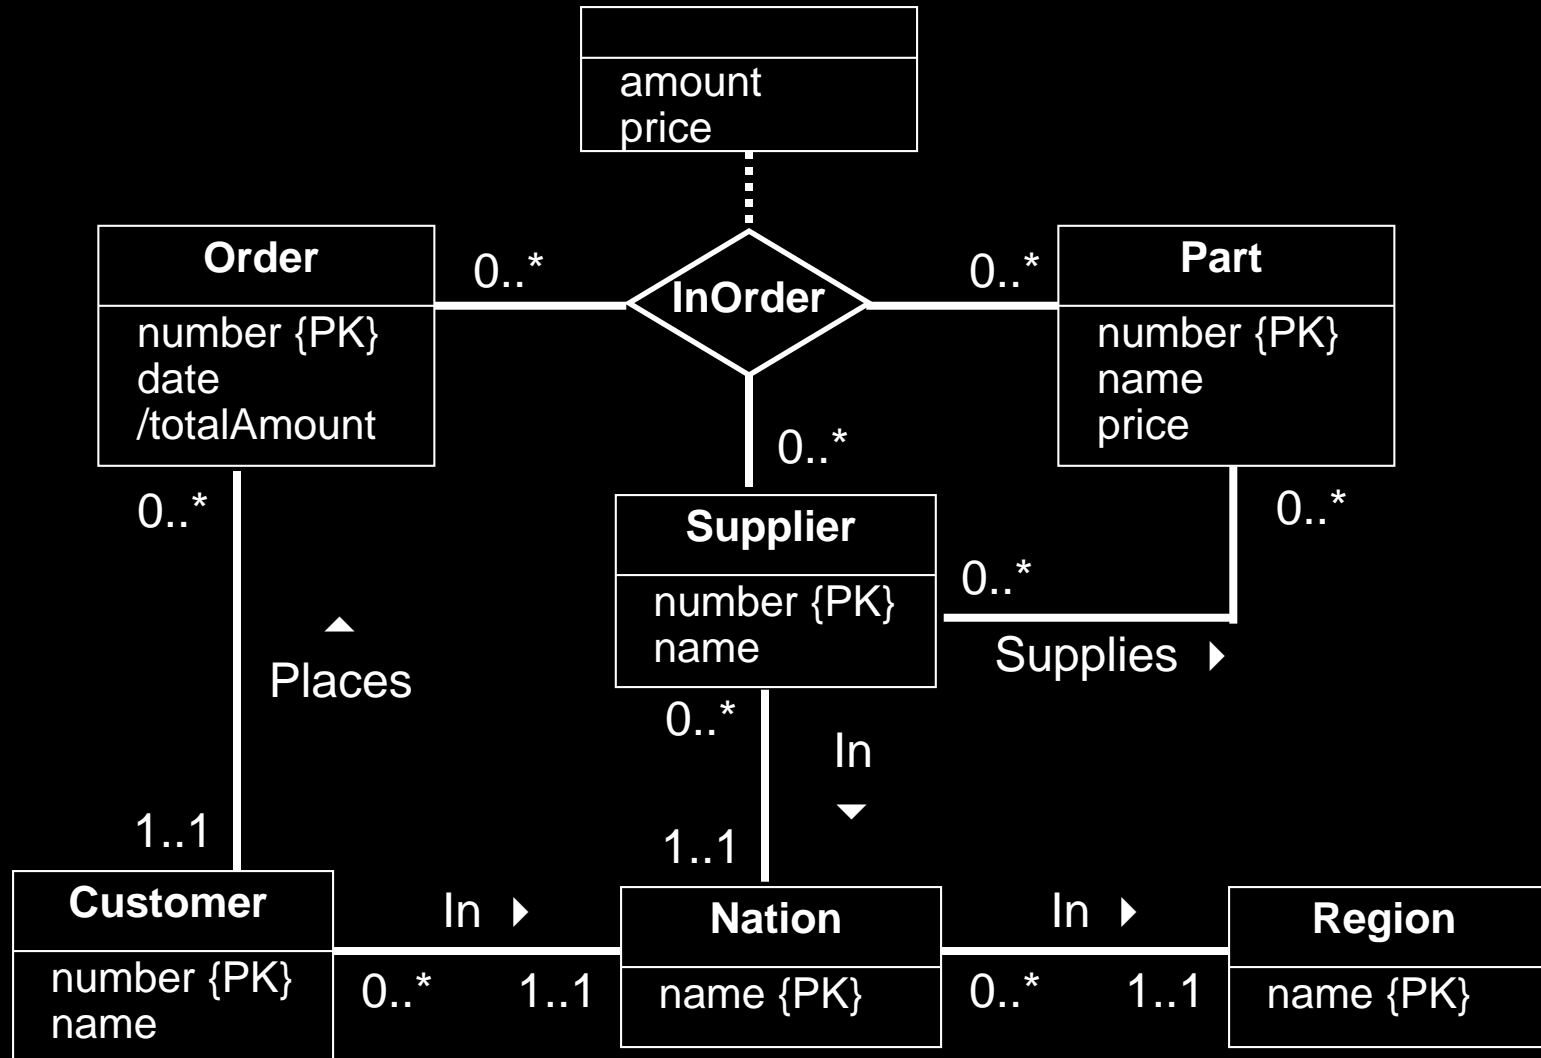 amount
price
Order
number {PK}
date
/totalAmount
0..*
InOrder
0..*
Part
number {PK}
name
price
0..*
0..*
Supplier
number {PK}
name
0..*
0..*
Supplies
Places
0..*
In
1..1
1..1
Customer
number {PK}
name
In
0..*
1..1
Nation
name {PK}
In
0..*
1..1
Region
name {PK}